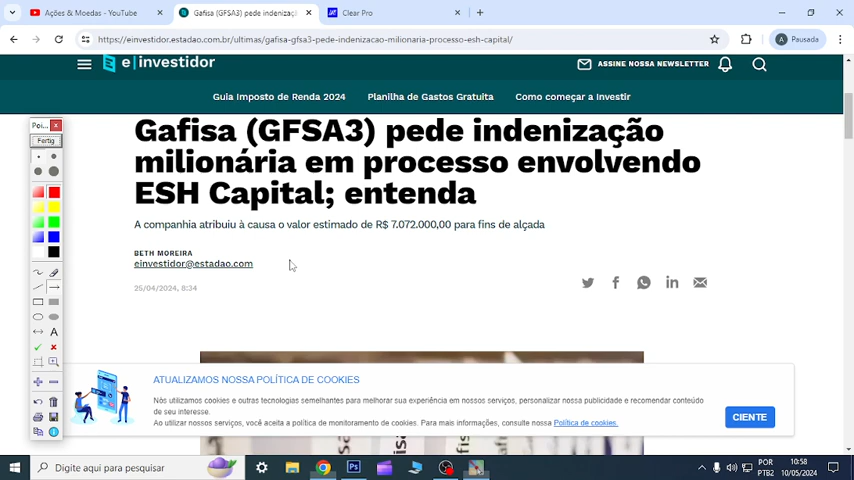 Ações & Moedas - YouTube
Gafisa (GFSA3) pede indenizaçã
Clear Pro
https://einvestidor.estadao.com.br/ultimas/gafisa-gfsa3-pede-indenizacao-milionaria-processo-esh-capital/
A Pausada
e|investidor
ASSINE NOSSA NEWSLETTER
Guia Imposto de Renda 2024
Planilha de Gastos Gratuita
Como começar a Investir
Poi
Fertig
A
Gafisa (GFSA3) pede indenização
milionária em processo envolvendo
ESH Capital; entenda
A companhia atribuiu à causa o valor estimado de R$ 7.072.000,00 para fins de alçada
BETH MOREIRA
einvestidor@estadao.com
25/04/2024, 8:34
ATUALIZAMOS NOSSA POLÍTICA DE COOKIES
Nós utilizamos cookies e outras tecnologias semelhantes para melhorar sua experiência em nossos serviços, personalizar nossa publicidade e recomendar conteúdo
de seu interesse.
Ao utilizar nossos serviços, você aceita a política de monitoramento de cookies. Para mais informações, consulte nossa Política de cookies.
CIENTE
Digite aqui para pesquisar
Ps
POR
PTB2
10:58
10/05/2024